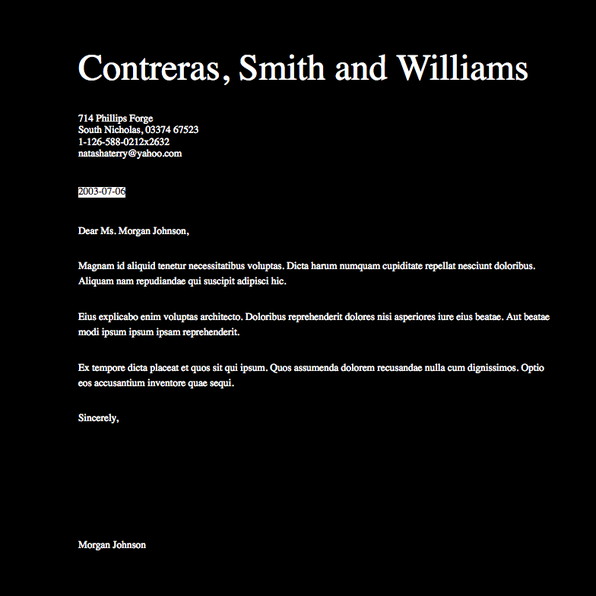 Contreras, Smith and Williams
714 Phillips Forge
South Nicholas, 03374 67523
1-126-588-0212x2632
natashaterry@yahoo.com
2003-07-06
Dear Ms. Morgan Johnson,
Magnam id aliquid tenetur necessitatibus voluptas. Dicta harum numquam cupiditate repellat nesciunt doloribus.
Aliquam nam repudiandae qui suscipit adipisci hic.
Eius explicabo enim voluptas architecto. Doloribus reprehenderit dolores nisi asperiores iure eius beatae. Aut beatae
modi ipsum ipsum ipsam reprehenderit.
Ex tempore dicta placeat et quos sit qui ipsum. Quos assumenda dolorem recusandae nulla cum dignissimos. Optio
eos accusantium inventore quae sequi.
Sincerely,
Morgan Johnson